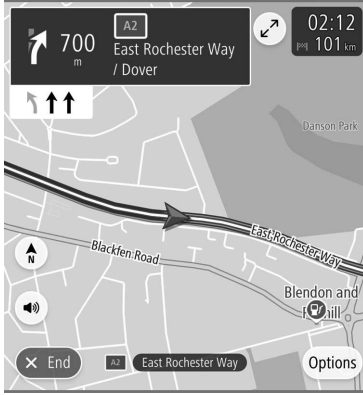 A2
02:12
700
m
East Rochester Way
/ Dover
101 km
Danson Park
East Rochester Way
Blackfen Road
N
Blendon and
hill
End
A2
East Rochester Way
Options